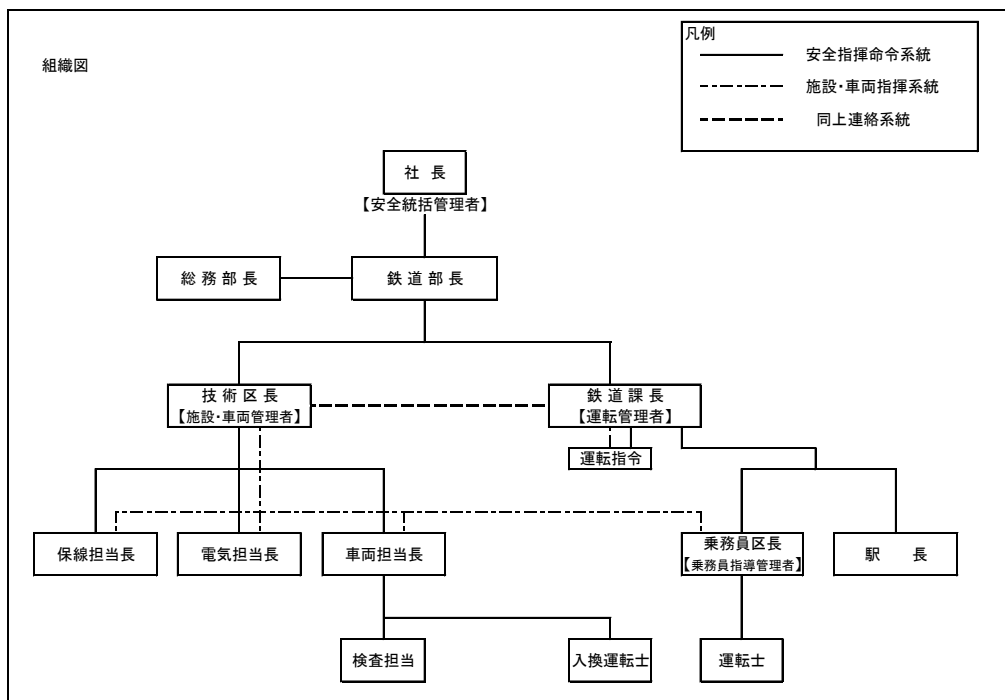 凡例
安全指揮命令系統
組織図
施設・車両指揮系統
同上連絡系統
社 長
【安全統括管理者】
総 務 部 長
鉄 道 部 長
技 術 区 長
【施設・車両管理者】
鉄 道 課 長
【運転管理者】
運転指令
保線担当長
電気担当長
車両担当長
乗務員区長
【乗務員指導管理者】
駅 長
検査担当
入換運転士
運転士